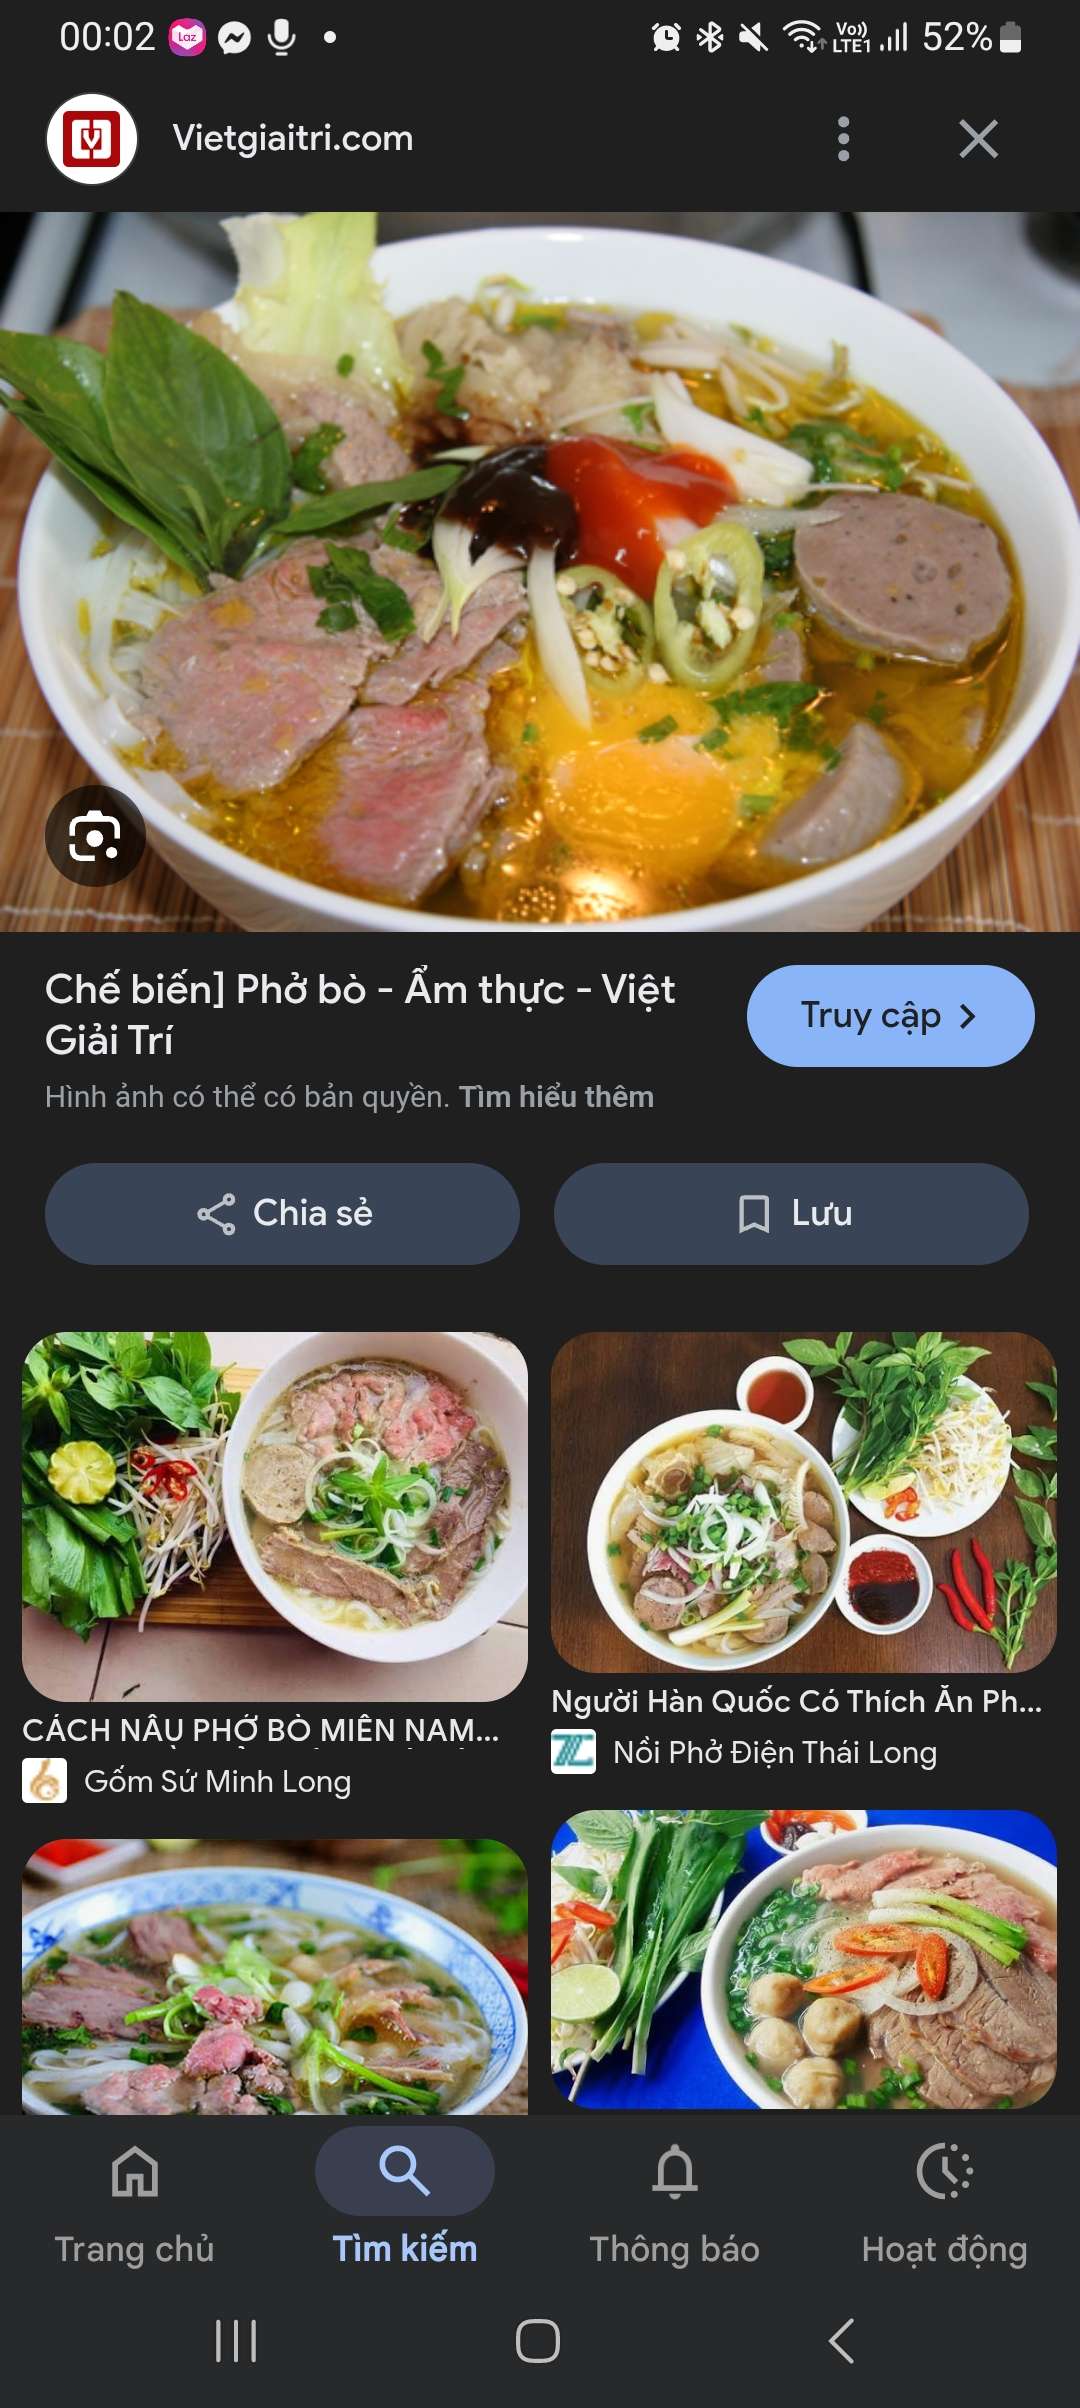 00:02
Laz
Vo))
LTE1
52%
Vietgiaitri.com
Chế biến] Phở bò - Ẩm thực - Việt
Giải Trí
Truy cập
Hình ảnh có thể có bản quyền. Tìm hiểu thêm
Chia sẻ
Lưu
CÁCH NẤU PHỞ BÒ MIỀN NAM...
Gốm Sứ Minh Long
Người Hàn Quốc Có Thích Ăn Ph...
Nồi Phở Điện Thái Long
Trang chủ
Tìm kiếm
Thông báo
Hoạt động